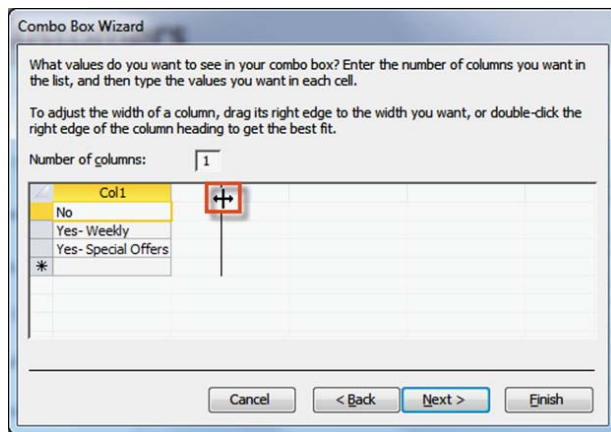 Combo Box Wizard
What values do you want to see in your combo box? Enter the number of columns you want in
the list, and then type the values you want in each cell.
To adjust the width of a column, drag its right edge to the width you want, or double-click the
right edge of the column heading to get the best fit.
Number of columns: 1
Col1
No
Yes- Weekly
Yes- Special Offers
*
Cancel < Back Next > Finish